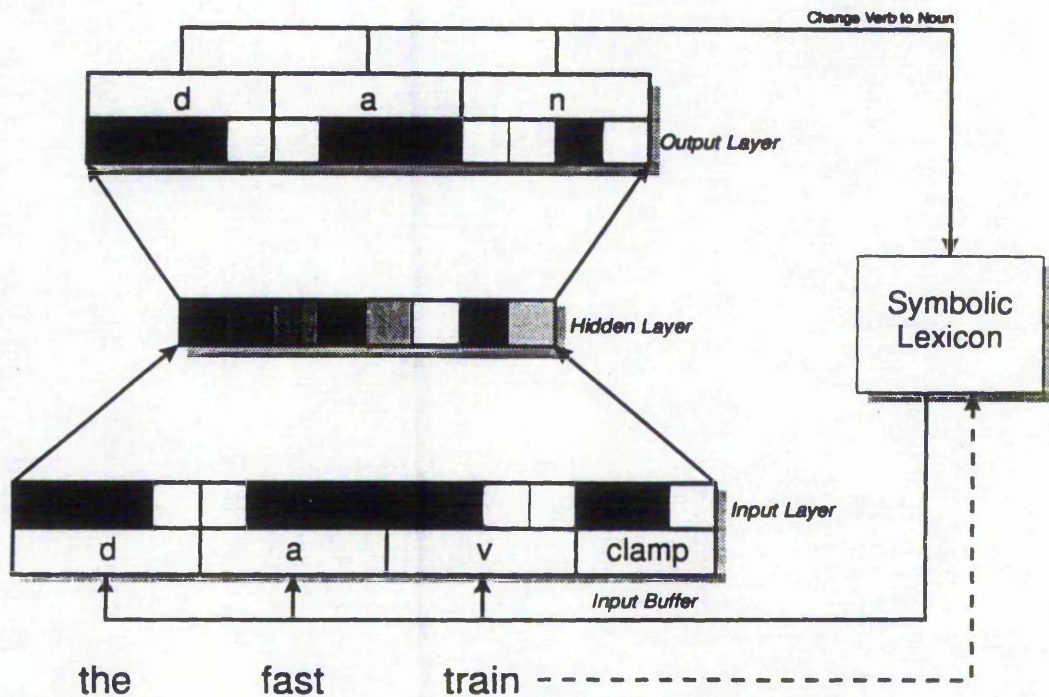 Change Verb to Noun
d a n
Output Layer
Symbolic
Lexicon
Hidden Layer
Input Layer
d a v clamp
Input Buffer
the fast train